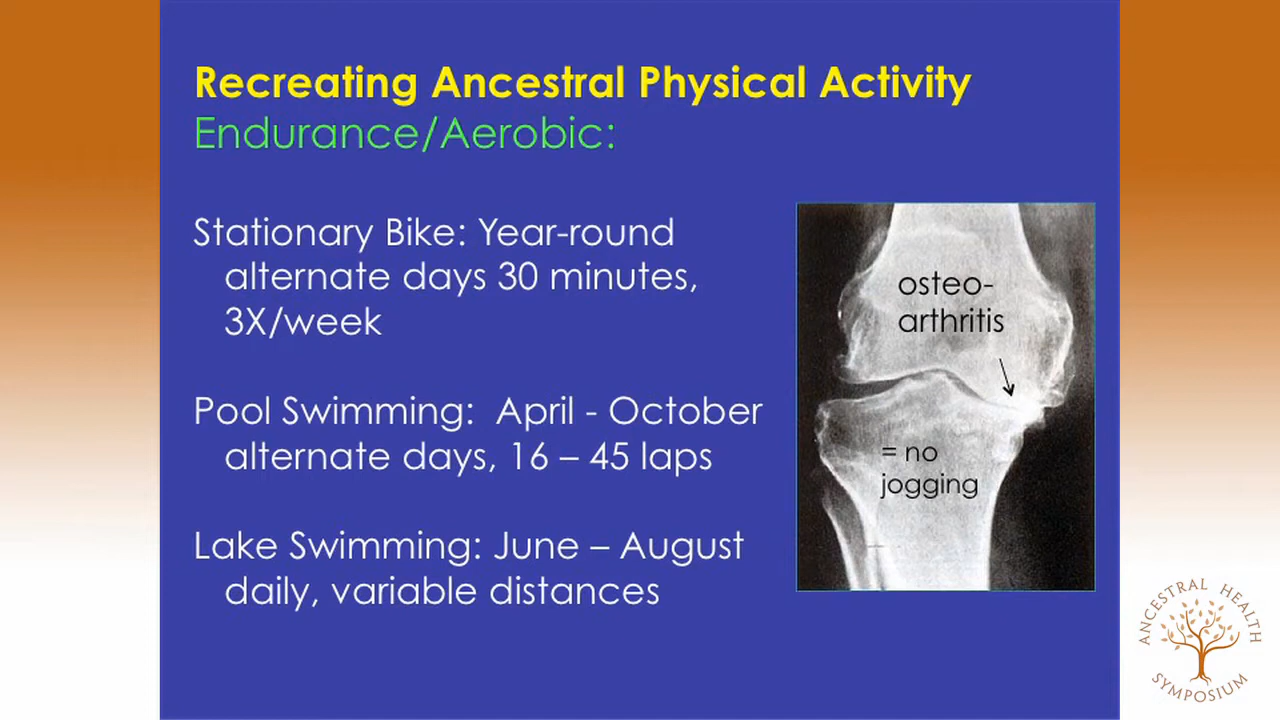 Recreating Ancestral Physical Activity
Endurance/Aerobic:
Stationary Bike: Year-round
alternate days 30 minutes,
3X/week
Pool Swimming: April - October
alternate days, 16 – 45 laps
Lake Swimming: June – August
daily, variable distances
osteo-
arthritis
= no
jogging
ANCESTRAL HEALTH
SYMPOSIUM